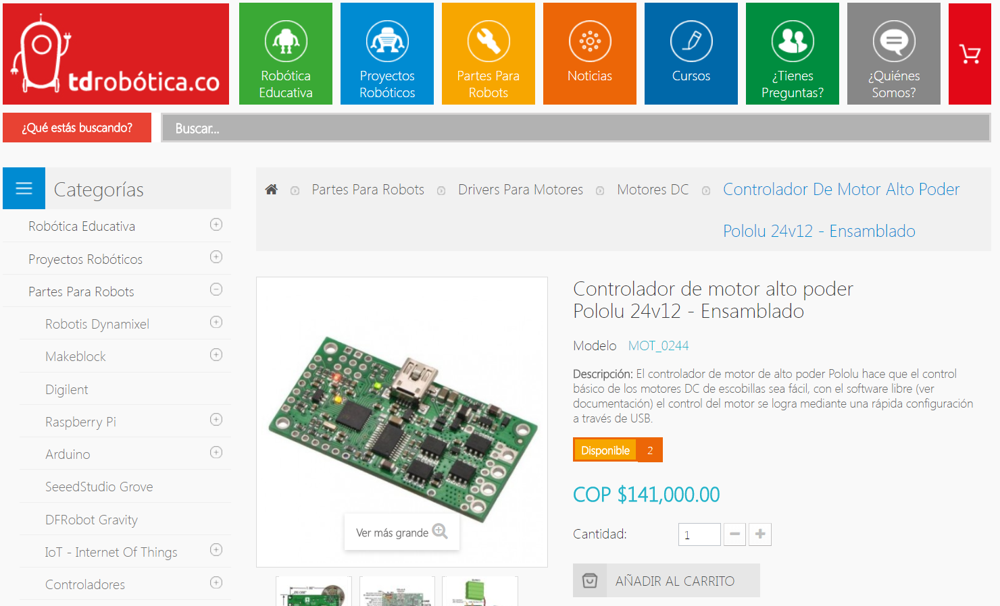 tdrobótica.co
Robótica
Educativa
Proyectos
Robóticos
Partes Para
Robots
Noticias
Cursos
¿Tienes
Preguntas?
¿Quiénes
Somos?
¿Qué estás buscando?
Buscar...
Categorías
Robótica Educativa
Proyectos Robóticos
Partes Para Robots
Robotis Dynamixel
Makeblock
Digilent
Raspberry Pi
Arduino
SeeedStudio Grove
DFRobot Gravity
IoT - Internet Of Things
Controladores
Partes Para Robots
Drivers Para Motores
Motores DC
Controlador De Motor Alto Poder
Pololu 24v12 - Ensamblado
Ver más grande
Controlador de motor alto poder
Pololu 24v12 - Ensamblado
Modelo MOT_0244
Descripción: El controlador de motor de alto poder Pololu hace que el control
básico de los motores DC de escobillas sea fácil, con el software libre (ver
documentación) el control del motor se logra mediante una rápida configuración
a través de USB.
Disponible 2
COP $141,000.00
Cantidad: 1
AÑADIR AL CARRITO